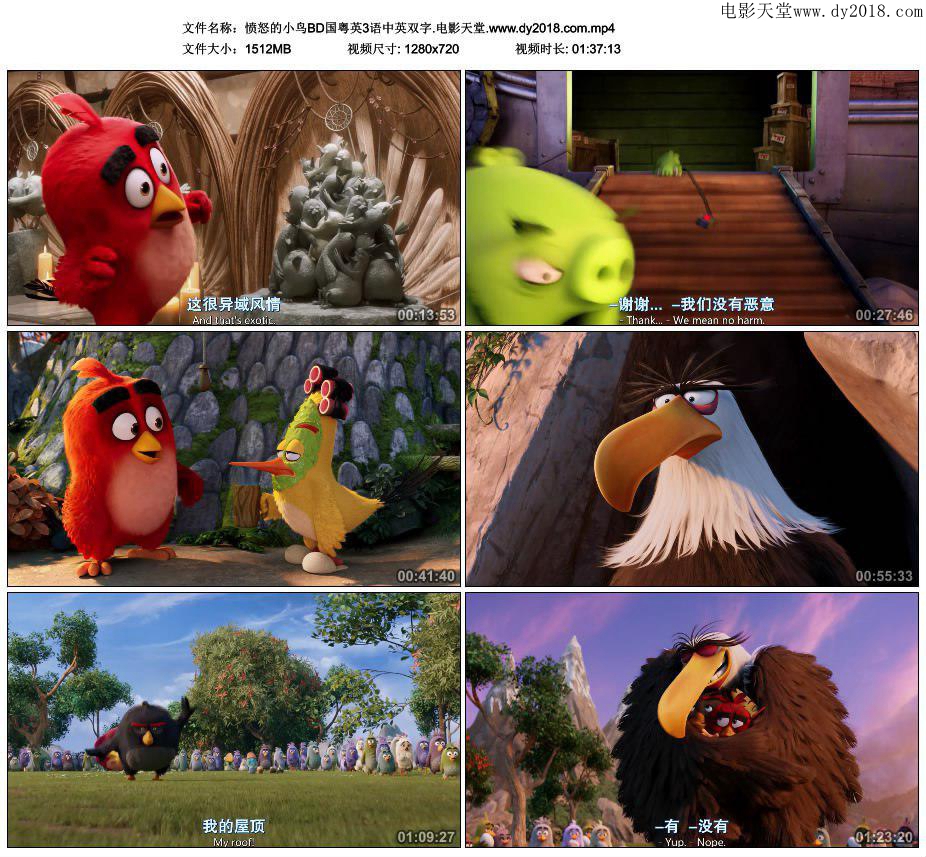 电影天堂www.dy2018.com
文件名称: 愤怒的小鸟BD国粤英3语中英双字.电影天堂.www.dy2018.com.mp4
文件大小: 1512MB 视频尺寸: 1280x720 视频时长: 01:37:13
这很异域风情
And that's exotic.
00:13:53
–谢谢... –我们没有恶意
- Thank... - We mean no harm.
00:27:46
00:41:40
00:55:33
我的屋顶
My roof!
01:09:27
–有 –没有
- Yup. - Nope.
01:23:20